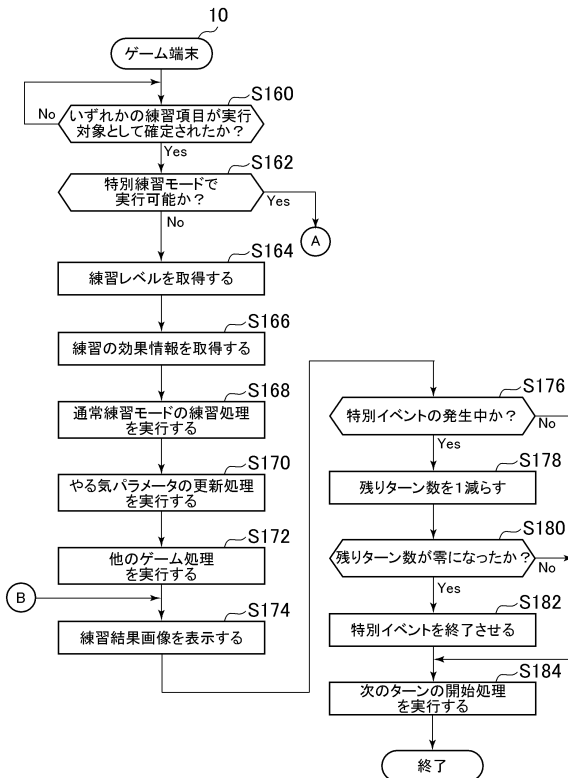 10
ゲーム端末
S160
いずれかの練習項目が実行
対象として確定されたか？
No
Yes
S162
特別練習モードで
実行可能か？
Yes
No
A
S164
練習レベルを取得する
S166
練習の効果情報を取得する
S168
通常練習モードの練習処理
を実行する
S170
やる気パラメータの更新処理
を実行する
S172
他のゲーム処理
を実行する
B
S174
練習結果画像を表示する
S176
特別イベントの発生中か？
No
Yes
S178
残りターン数を1減らす
S180
残りターン数が零になったか？
No
Yes
S182
特別イベントを終了させる
S184
次のターンの開始処理
を実行する
終了